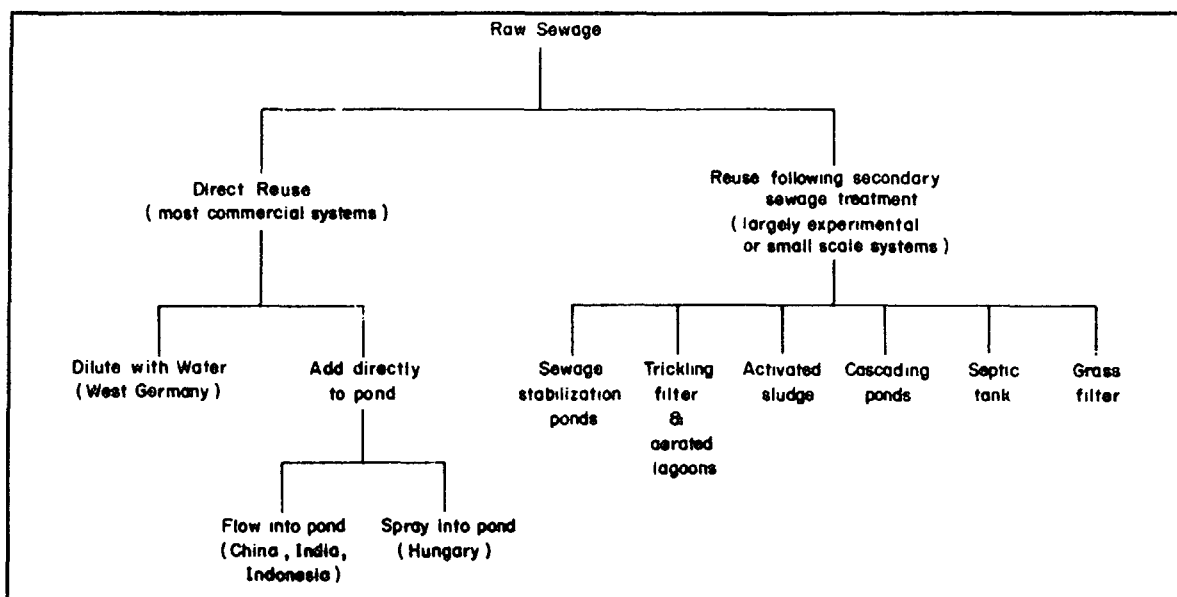 Raw Sewage
Direct Reuse
(most commercial systems)
Reuse following secondary
sewage treatment
(largely experimental
or small scale systems)
Dilute with Water
(West Germany)
Add directly
to pond
Sewage
stabilization
ponds
Trickling
filter
&
aerated
lagoons
Activated
sludge
Cascading
ponds
Septic
tank
Grass
filter
Flow into pond
(China, India,
Indonesia)
Spray into pond
(Hungary)